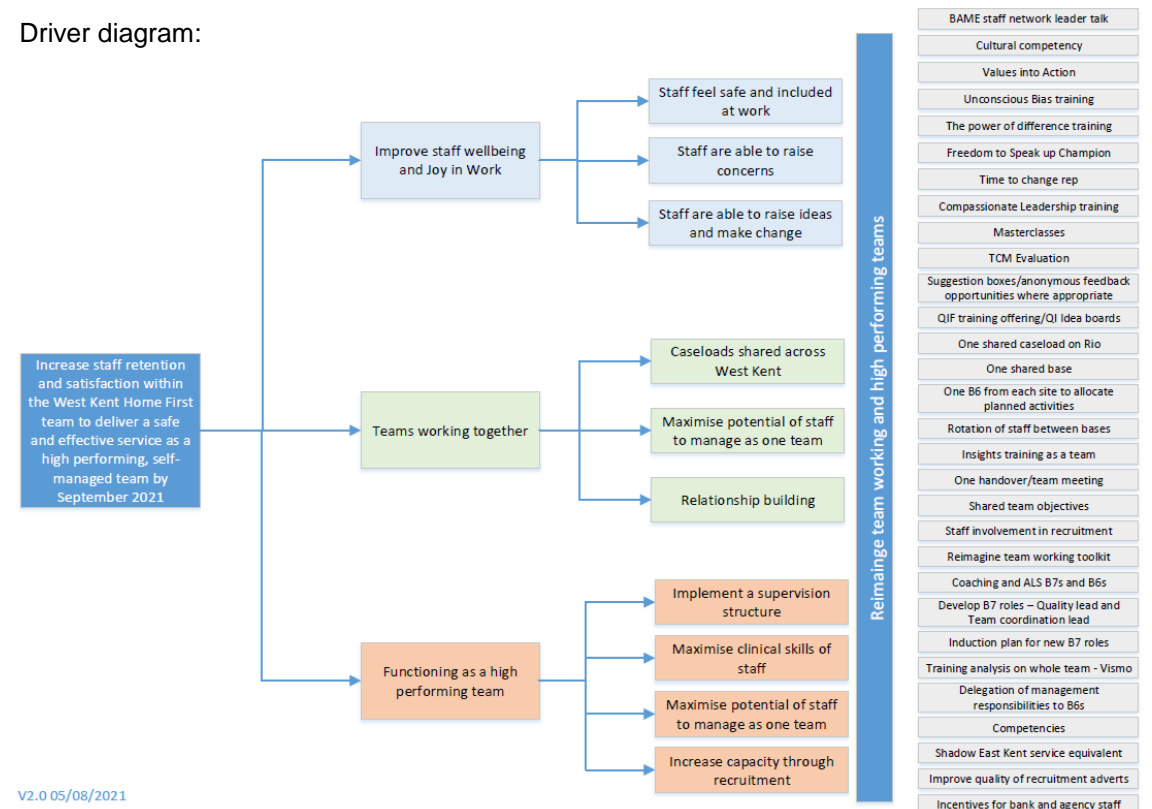 Driver diagram:
Increase staff retention
and satisfaction within
the West Kent Home First
team to deliver a safe
and effective service as a
high performing, self-
managed team by
September 2021
Improve staff wellbeing
and Joy in Work
Staff feel safe and included
at work
Staff are able to raise
concerns
Staff are able to raise ideas
and make change
Teams working together
Caseloads shared across
West Kent
Maximise potential of staff
to manage as one team
Relationship building
Functioning as a high
performing team
Implement a supervision
structure
Maximise clinical skills of
staff
Maximise potential of staff
to manage as one team
Increase capacity through
recruitment
Reimainge team working and high performing teams
BAME staff network leader talk
Cultural competency
Values into Action
Unconscious Bias training
The power of difference training
Freedom to Speak up Champion
Time to change rep
Compassionate Leadership training
Masterclasses
TCM Evaluation
Suggestion boxes/anonymous feedback
opportunities where appropriate
QIF training offering/QI Idea boards
One shared caseload on Rio
One shared base
One B6 from each site to allocate
planned activities
Rotation of staff between bases
Insights training as a team
One handover/team meeting
Shared team objectives
Staff involvement in recruitment
Reimagine team working toolkit
Coaching and ALS B7s and B6s
Develop B7 roles – Quality lead and
Team coordination lead
Induction plan for new B7 roles
Training analysis on whole team - Vismo
Delegation of management
responsibilities to B6s
Competencies
Shadow East Kent service equivalent
Improve quality of recruitment adverts
Incentives for bank and agency staff
V2.0 05/08/2021